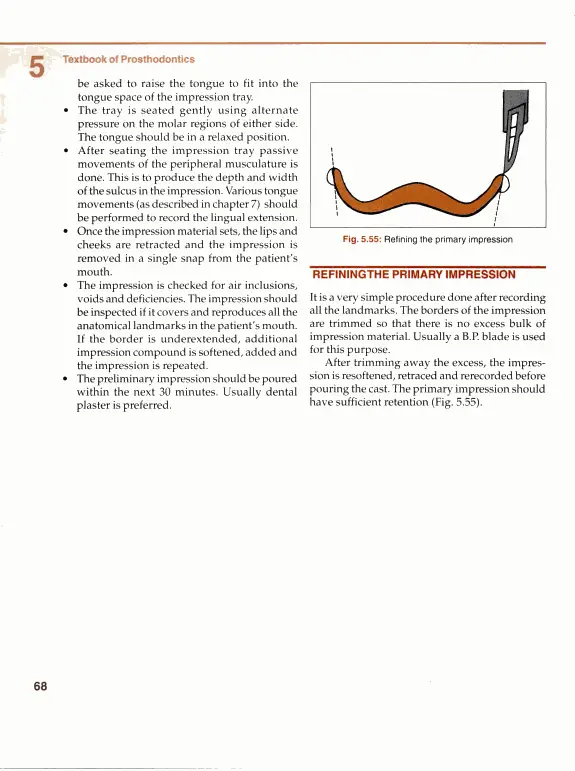 5
Textbook of Prosthodontics
be asked to raise the tongue to fit into the
tongue space of the impression tray.
• The tray is seated gently using alternate
pressure on the molar regions of either side.
The tongue should be in a relaxed position.
• After seating the impression tray passive
movements of the peripheral musculature is
done. This is to produce the depth and width
of the sulcus in the impression. Various tongue
movements (as described in chapter 7) should
be performed to record the lingual extension.
• Once the impression material sets, the lips and
cheeks are retracted and the impression is
removed in a single snap from the patient's
mouth.
• The impression is checked for air inclusions,
voids and deficiencies. The impression should
be inspected if it covers and reproduces all the
anatomical landmarks in the patient's mouth.
If the border is underextended, additional
impression compound is softened, added and
the impression is repeated.
• The preliminary impression should be poured
within the next 30 minutes. Usually dental
plaster is preferred.
Fig. 5.55: Refining the primary impression
REFININGTHE PRIMARY IMPRESSION
It is a very simple procedure done after recording
all the landmarks. The borders of the impression
are trimmed so that there is no excess bulk of
impression material. Usually a B.P. blade is used
for this purpose.
After trimming away the excess, the impres-
sion is resoftened, retraced and rerecorded before
pouring the cast. The primary impression should
have sufficient retention (Fig. 5.55).
68